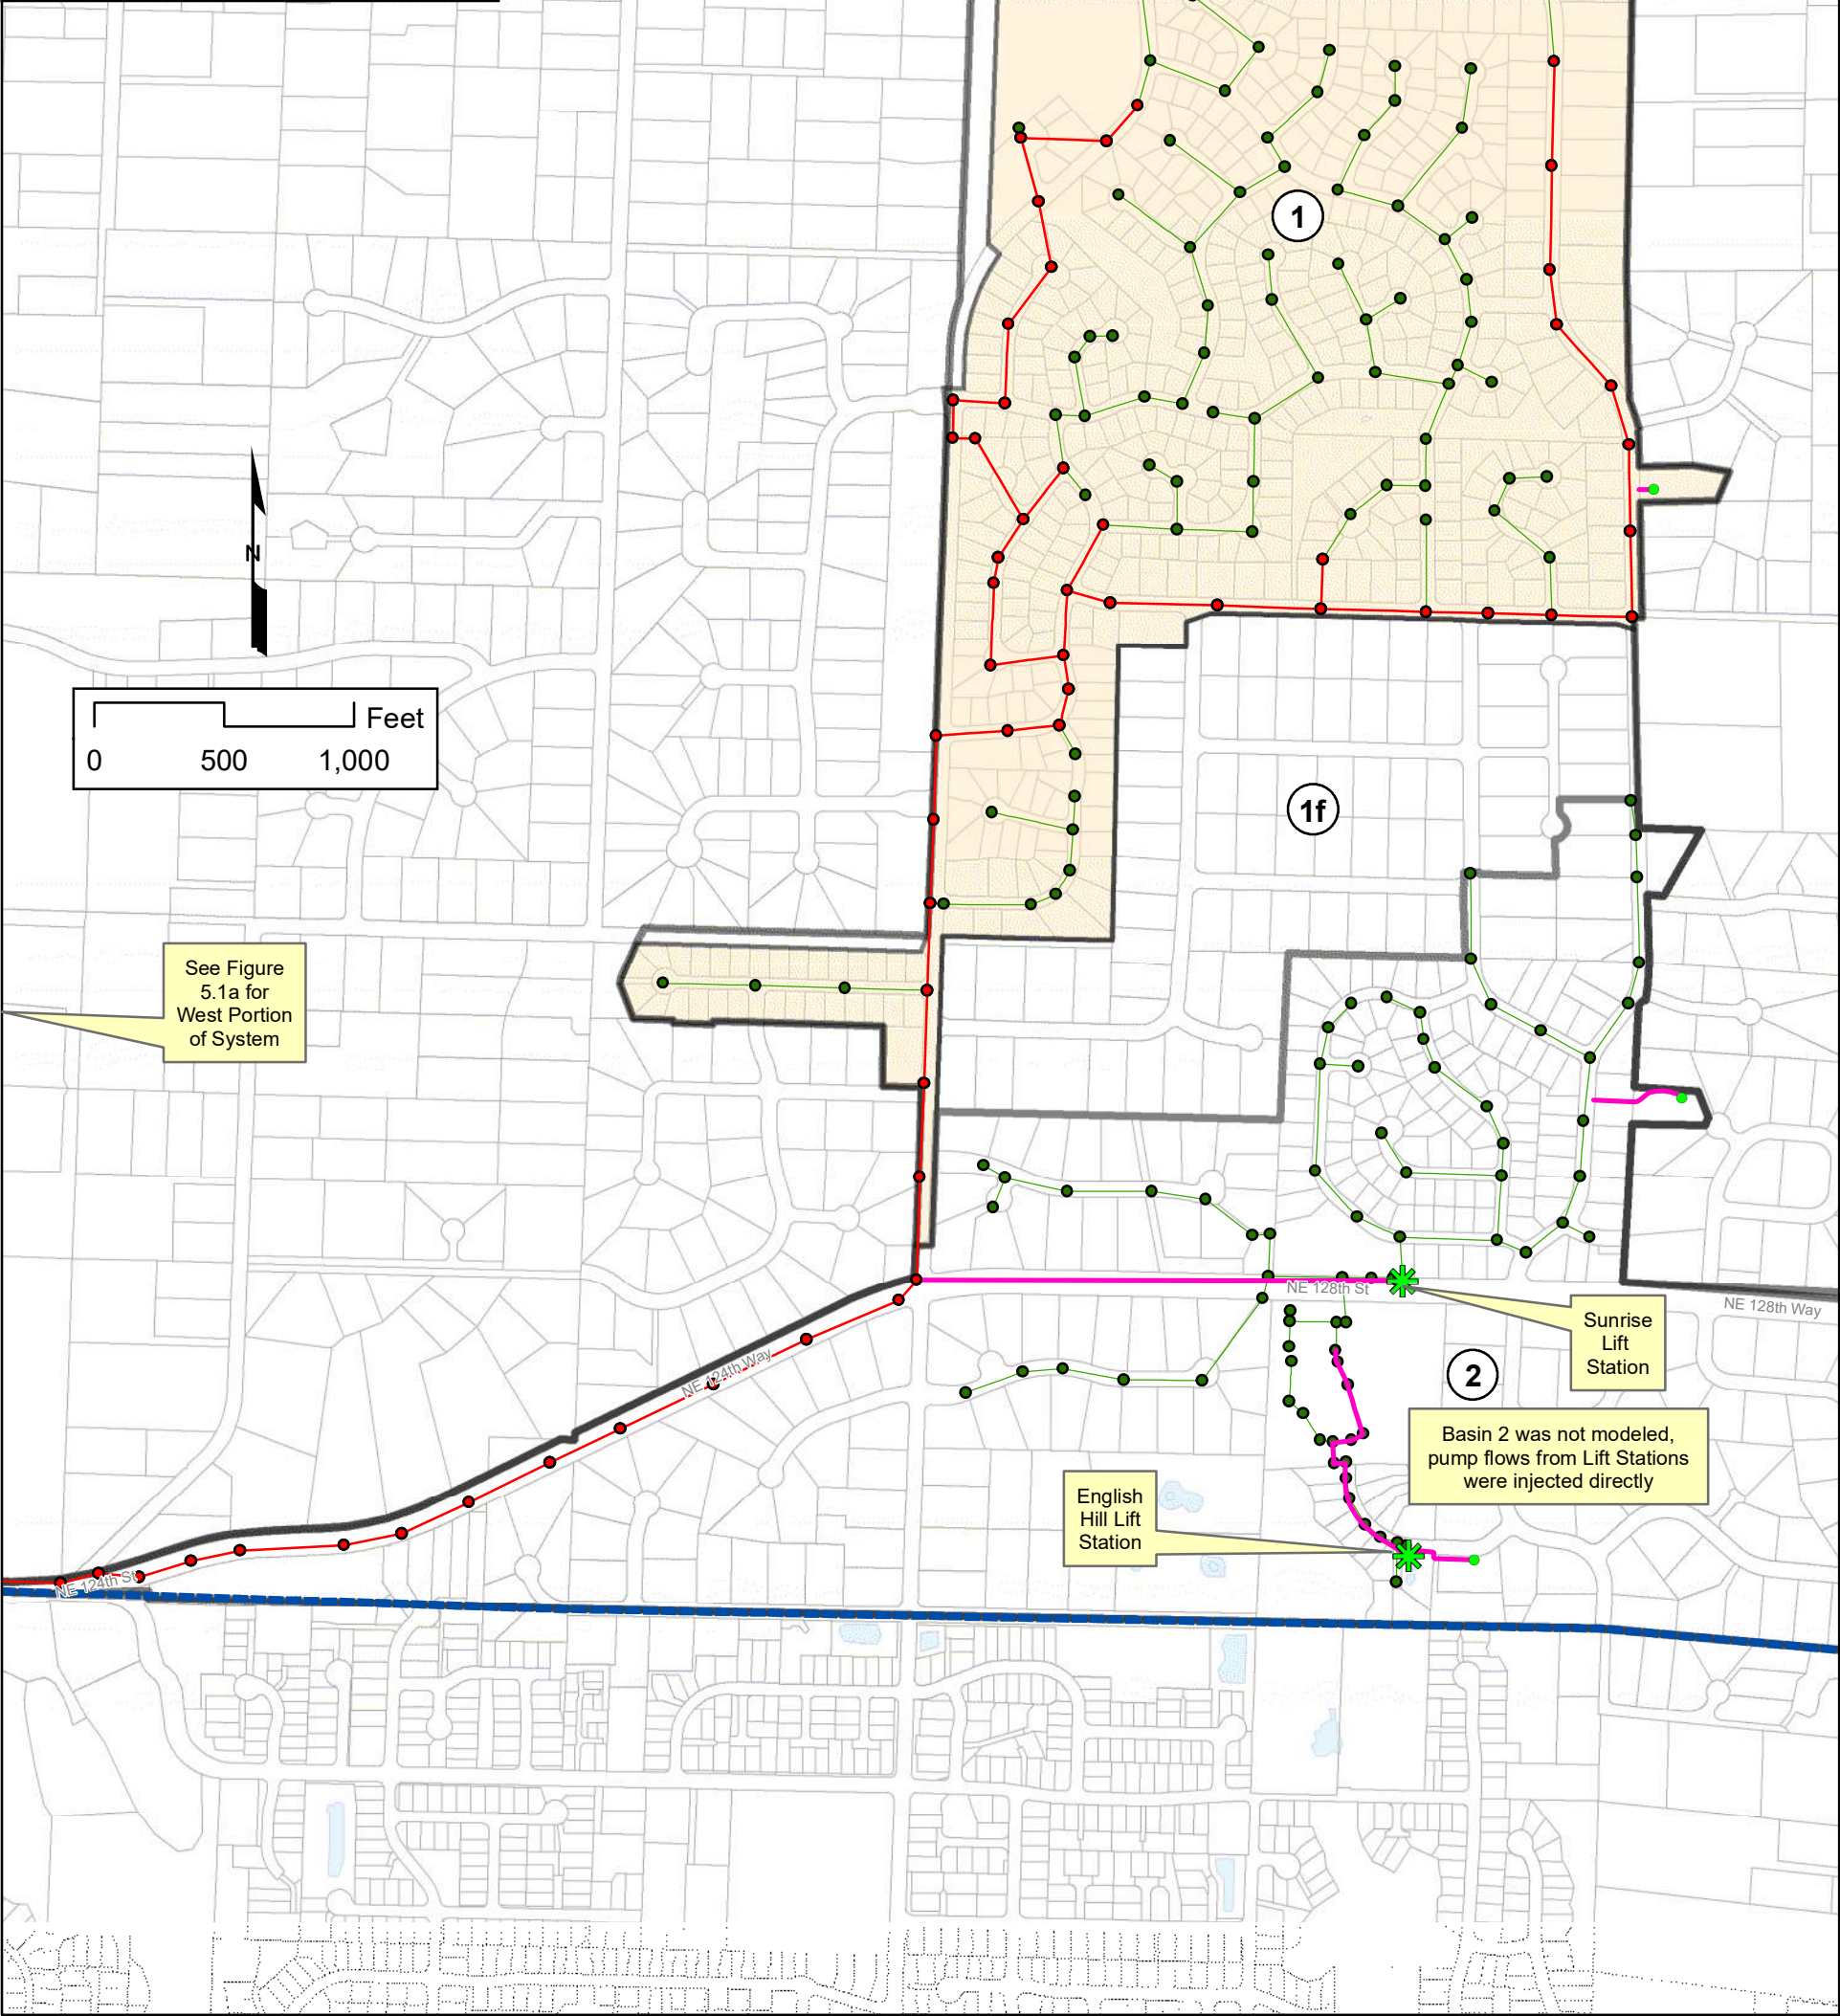 1
N
Feet
0 500 1,000
1f
See Figure
5.1a for
West Portion
of System
NE 128th St
NE 128th Way
Sunrise
Lift
Station
NE 124th Way
2
Basin 2 was not modeled,
pump flows from Lift Stations
were injected directly
English
Hill Lift
Station
NE 124th St